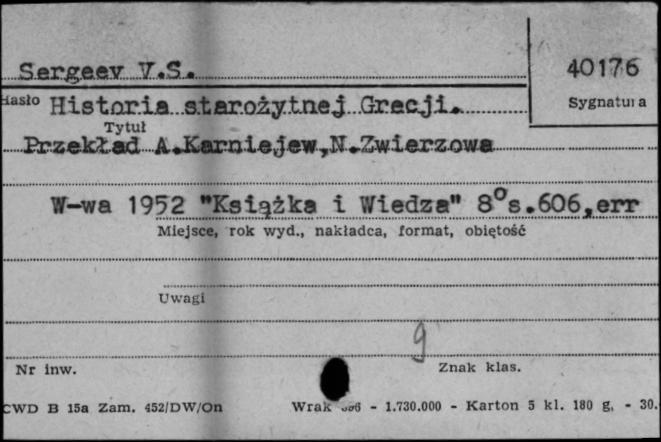 Sergeev V.S.
40176
Hasło Historia starożytnej Grecji.
Sygnatura
Tytuł
Przekład A.Karniejew,N.Zwierzowa
W-wa 1952 "Książka i Wiedza" 8°s.606,err
Miejsce, rok wyd., nakładca, format, objętość
Uwagi
9
Nr inw.
Znak klas.
CWD B 15a Zam. 452/DW/On Wrak - 1.730.000 - Karton 5 kl. 180 g. - 30.